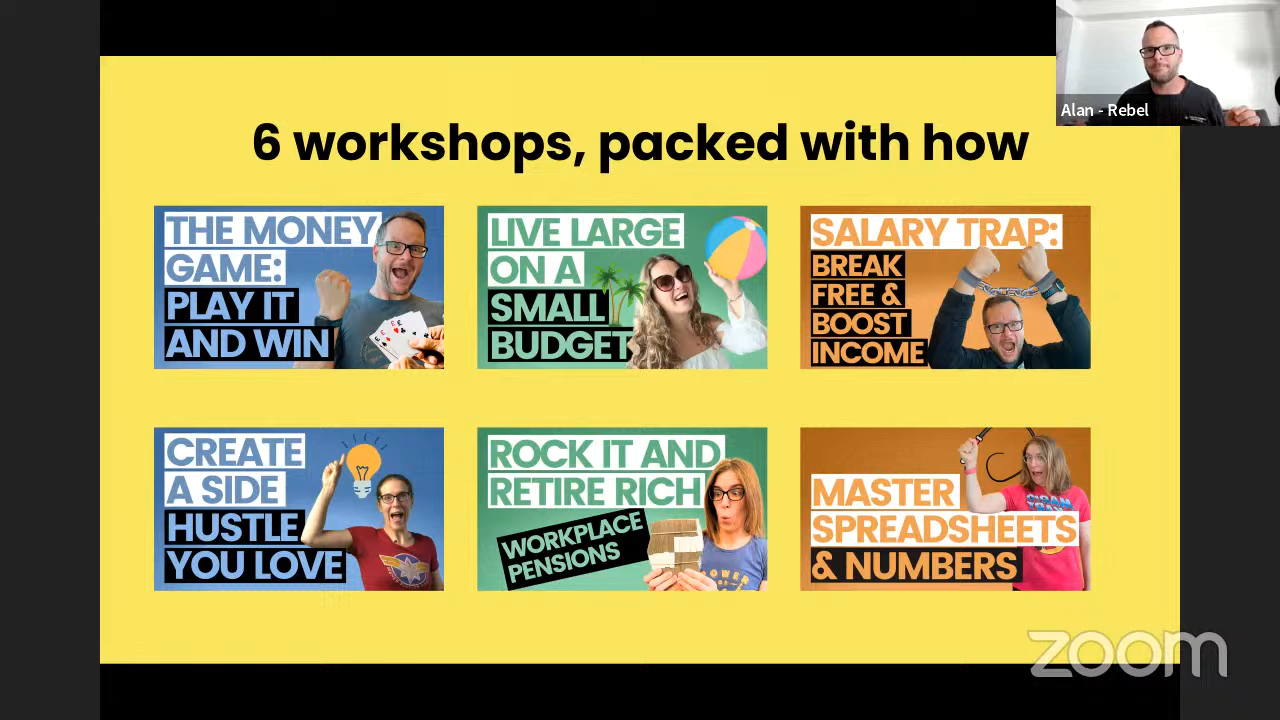 Alan - Rebel
6 workshops, packed with how
THE MONEY
GAME:
PLAY IT
AND WIN
LIVE LARGE
ON A
SMALL
BUDGET
SALARY TRAP:
BREAK
FREE &
BOOST
INCOME
CREATE
A SIDE
HUSTLE
YOU LOVE
ROCK IT AND
RETIRE RICH
WORKPLACE
PENSIONS
MASTER
SPREADSHEETS
& NUMBERS
zoom